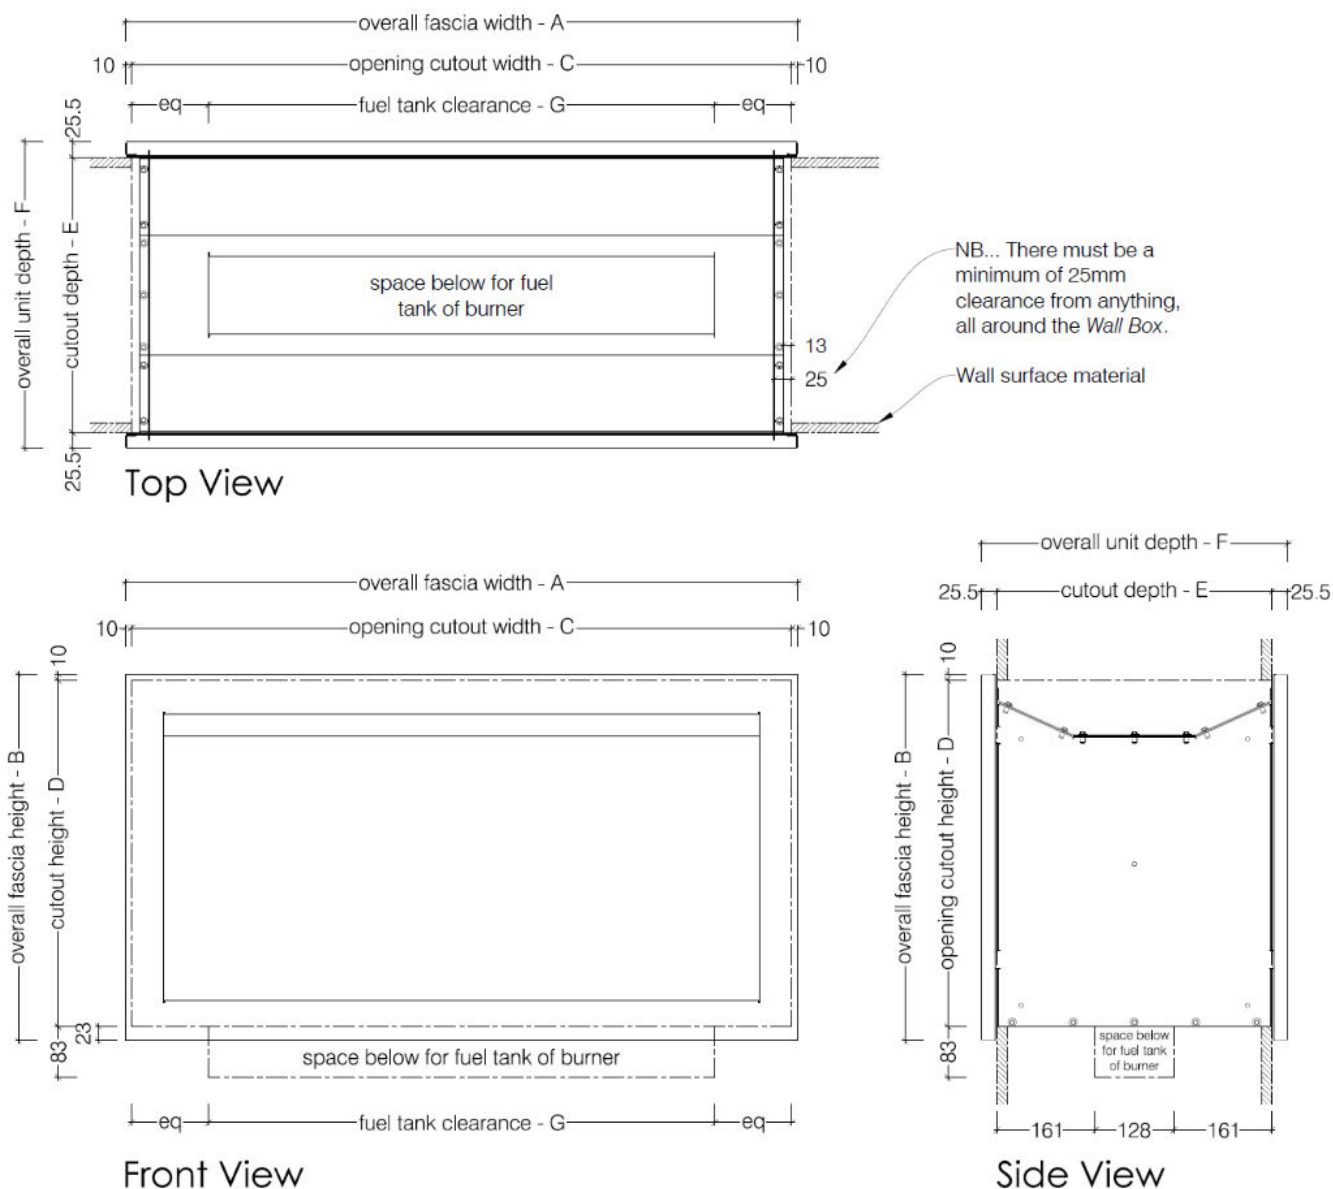 overall fascia width - A
10
opening cutout width - C
10
eq
fuel tank clearance - G
eq
25.5
overall unit depth - F
cutout depth - E
space below for fuel
tank of burner
NB... There must be a
minimum of 25mm
clearance from anything,
all around the Wall Box.
13
25
Wall surface material
25.5
Top View
overall unit depth - F
overall fascia width - A
25.5
cutout depth - E
25.5
10
opening cutout width - C
10
10
10
overall fascia height - B
cutout height - D
overall fascia height - B
opening cutout height - D
23
83
space below for fuel tank of burner
83
space below
for fuel tank
of burner
eq
fuel tank clearance - G
eq
161
128
161
Front View
Side View